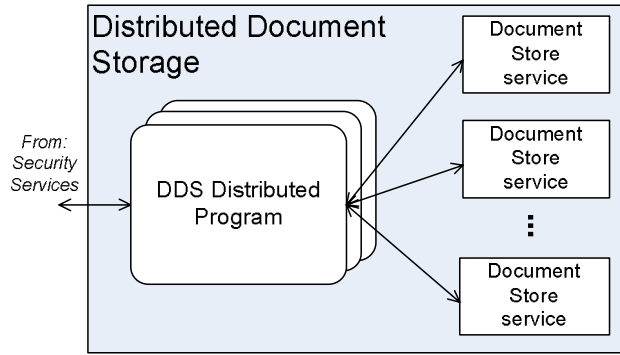 Distributed Document
Storage
Document
Store
service
From:
Security
Services
DDS Distributed
Program
Document
Store
service
Document
Store
service